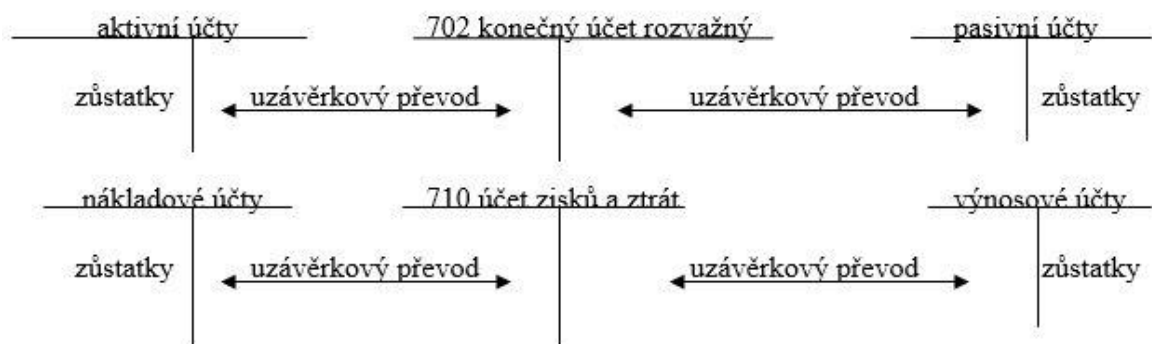 aktivní účty 702 konečný účet rozvažný pasivní účty
zůstatky uzávěrkový převod uzávěrkový převod zůstatky
nákladové účty 710 účet zisků a ztrát výnosové účty
zůstatky uzávěrkový převod uzávěrkový převod zůstatky